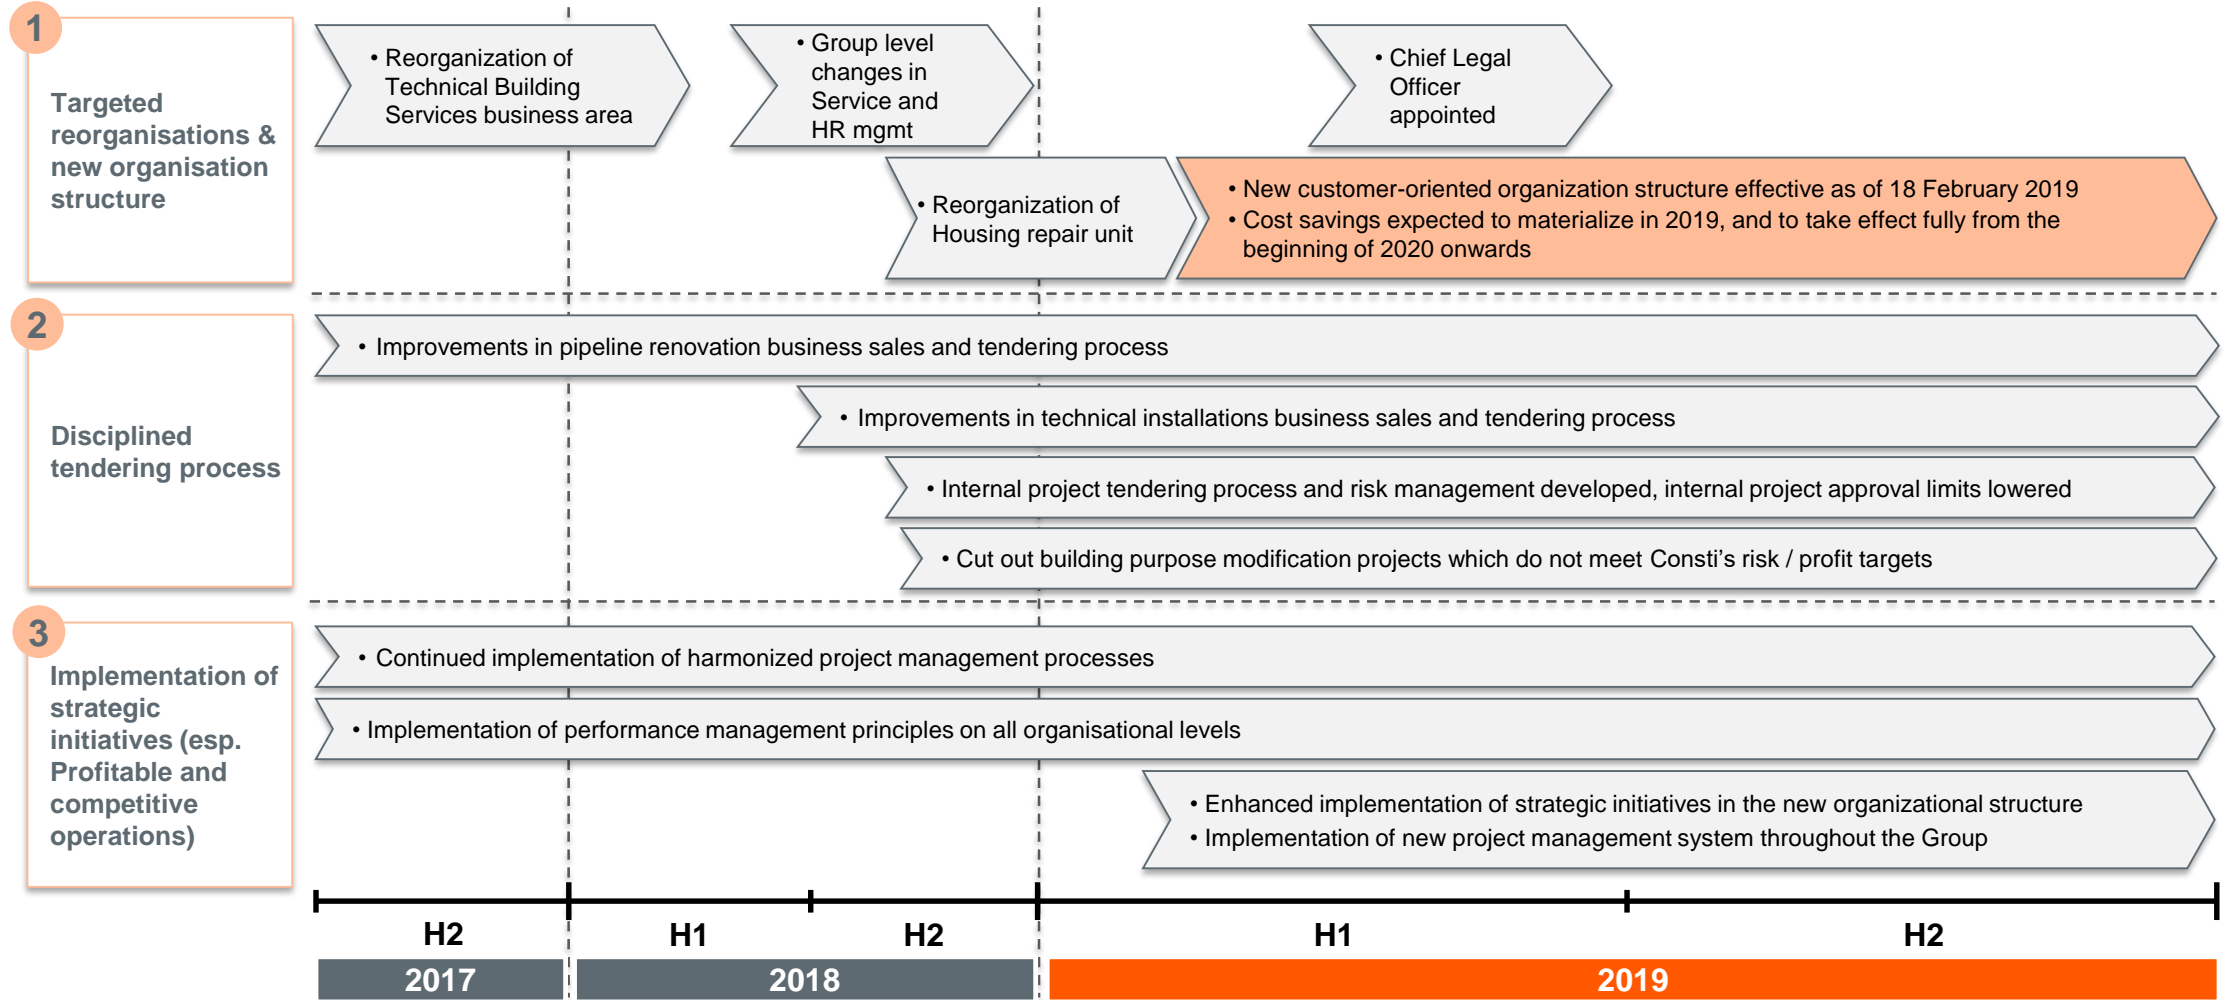 1
Targeted
reorganisations &
new organisation
structure
• Reorganization of
Technical Building
Services business area
• Group level
changes in
Service and
HR mgmt
• Chief Legal
Officer
appointed
• Reorganization of
Housing repair unit
• New customer-oriented organization structure effective as of 18 February 2019
• Cost savings expected to materialize in 2019, and to take effect fully from the
beginning of 2020 onwards
2
Disciplined
tendering process
• Improvements in pipeline renovation business sales and tendering process
• Improvements in technical installations business sales and tendering process
• Internal project tendering process and risk management developed, internal project approval limits lowered
• Cut out building purpose modification projects which do not meet Consti’s risk / profit targets
3
Implementation of
strategic
initiatives (esp.
Profitable and
competitive
operations)
• Continued implementation of harmonized project management processes
• Implementation of performance management principles on all organisational levels
• Enhanced implementation of strategic initiatives in the new organizational structure
• Implementation of new project management system throughout the Group
H2
H1
H2
H1
H2
2017
2018
2019